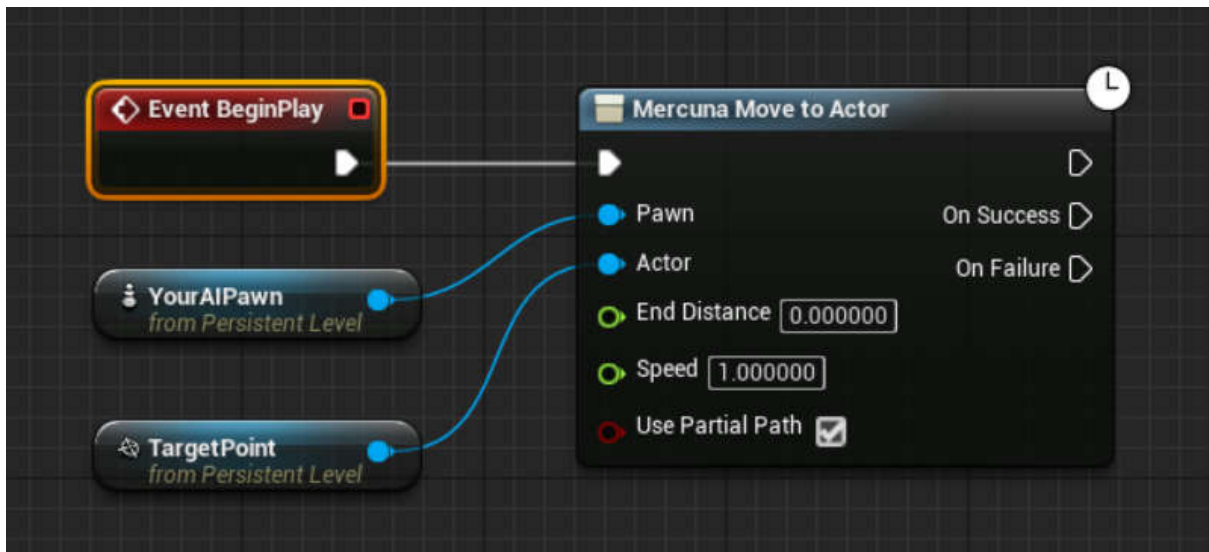 Event BeginPlay
Mercuna Move to Actor
Pawn
On Success
Actor
On Failure
YourAIPawn
from Persistent Level
End Distance 0.000000
Speed 1.000000
Use Partial Path
TargetPoint
from Persistent Level